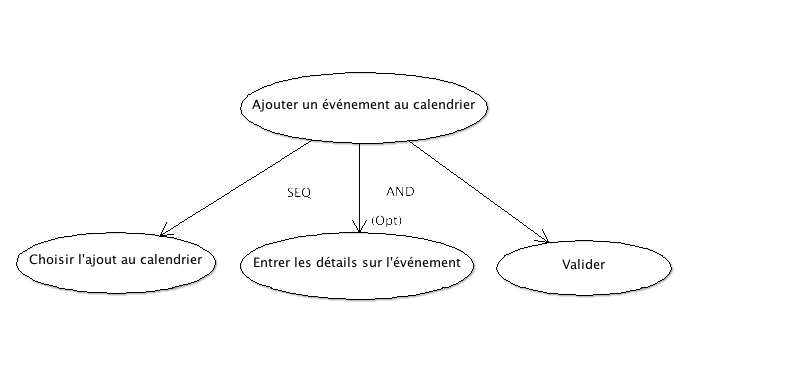 Ajouter un événement au calendrier
SEQ
AND
(Opt)
Choisir l'ajout au calendrier
Entrer les détails sur l'événement
Valider